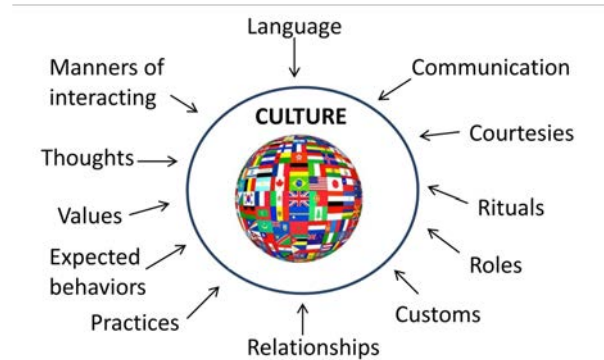 Language
Communication
Courtesies
Rituals
Roles
Customs
Relationships
Practices
Expected
behaviors
Values
Thoughts
Manners of
interacting
CULTURE